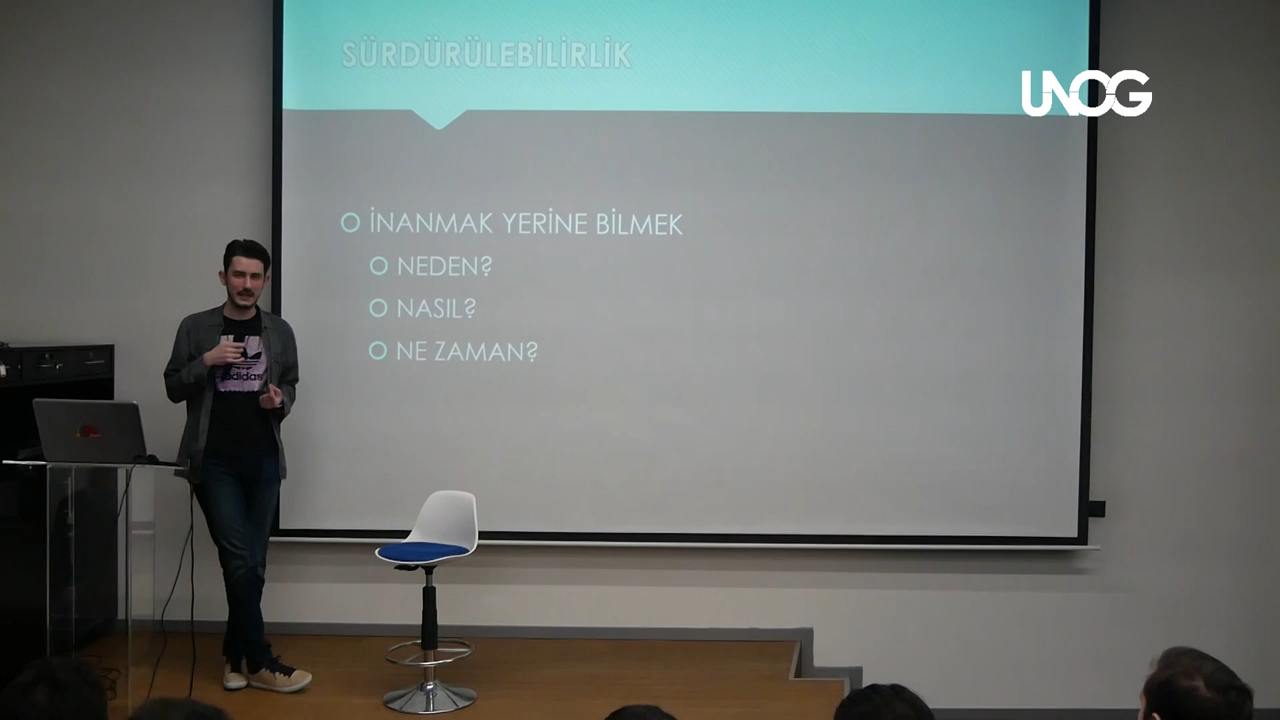 SÜRDÜRÜLEBİLİRLİK
UNOG
İNANMAK YERİNE BİLMEK
NEDEN?
NASIL?
NE ZAMAN?
adidas